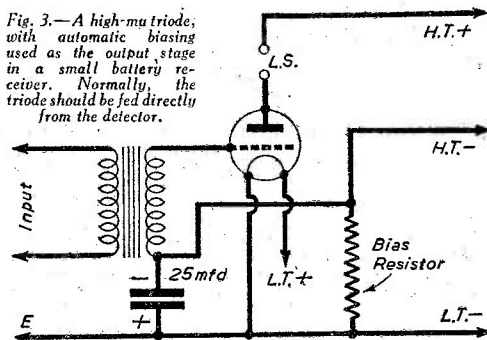 Fig. 3.—A high-mu triode,
with automatic biasing
used as the output stage
in a small battery re-
ceiver. Normally, the
triode should be fed directly
from the detector.
H.T.+
L.S.
H.T.-
Input
Bias
Resistor
L.T.+
-
25mfd
+
E
L.T.-